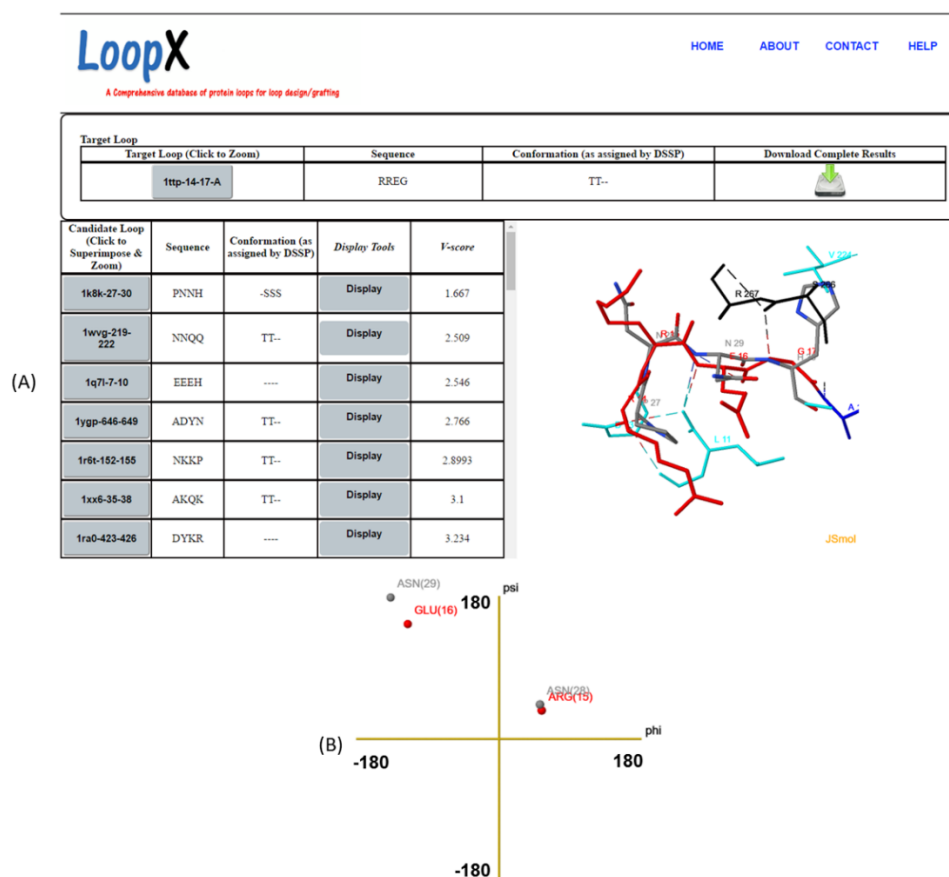 LoopX
A Comprehensive database of protein loops for loop design/grafting
HOME ABOUT CONTACT HELP
Target Loop
Target Loop (Click to Zoom) Sequence Conformation (as assigned by DSSP) Download Complete Results
1ttp-14-17-A RREG TT--
Candidate Loop
(Click to
Superimpose &
Zoom)
Sequence
Conformation (as
assigned by DSSP)
Display Tools
V-score
1k8k-27-30 PNNH -SSS Display 1.667
1wvg-219-
222
NNQQ TT-- Display 2.509
1q7l-7-10 EEEH ---- Display 2.546
1ygp-646-649 ADYN TT-- Display 2.766
1r6t-152-155 NKKP TT-- Display 2.8993
1xx6-35-38 AKQK TT-- Display 3.1
1ra0-423-426 DYKR ---- Display 3.234
(A)
V 224
R 267
N 29
E 16
G 17
27
L 11
JSmol
(B)
ASN(29)
GLU(16)
180
psi
ASN(28)
ARG(15)
phi
-180
180
-180